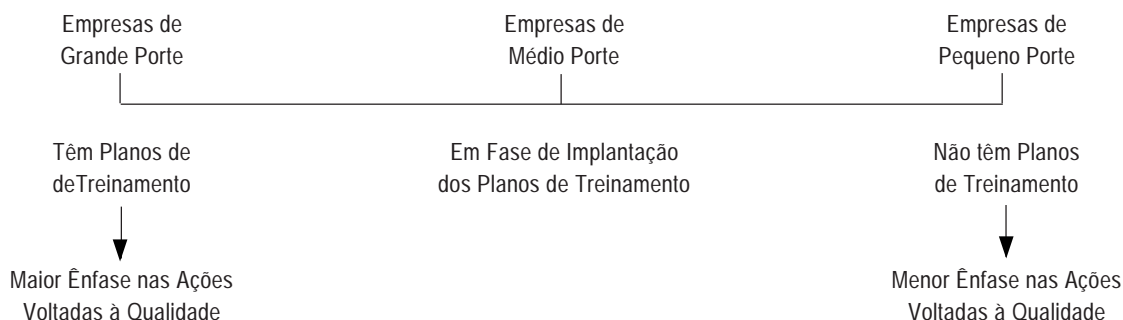 Empresas de
Grande Porte
Empresas de
Médio Porte
Empresas de
Pequeno Porte
Têm Planos de
deTreinamento
Em Fase de Implantação
dos Planos de Treinamento
Não têm Planos
de Treinamento
Maior Ênfase nas Ações
Voltadas à Qualidade
Menor Ênfase nas Ações
Voltadas à Qualidade